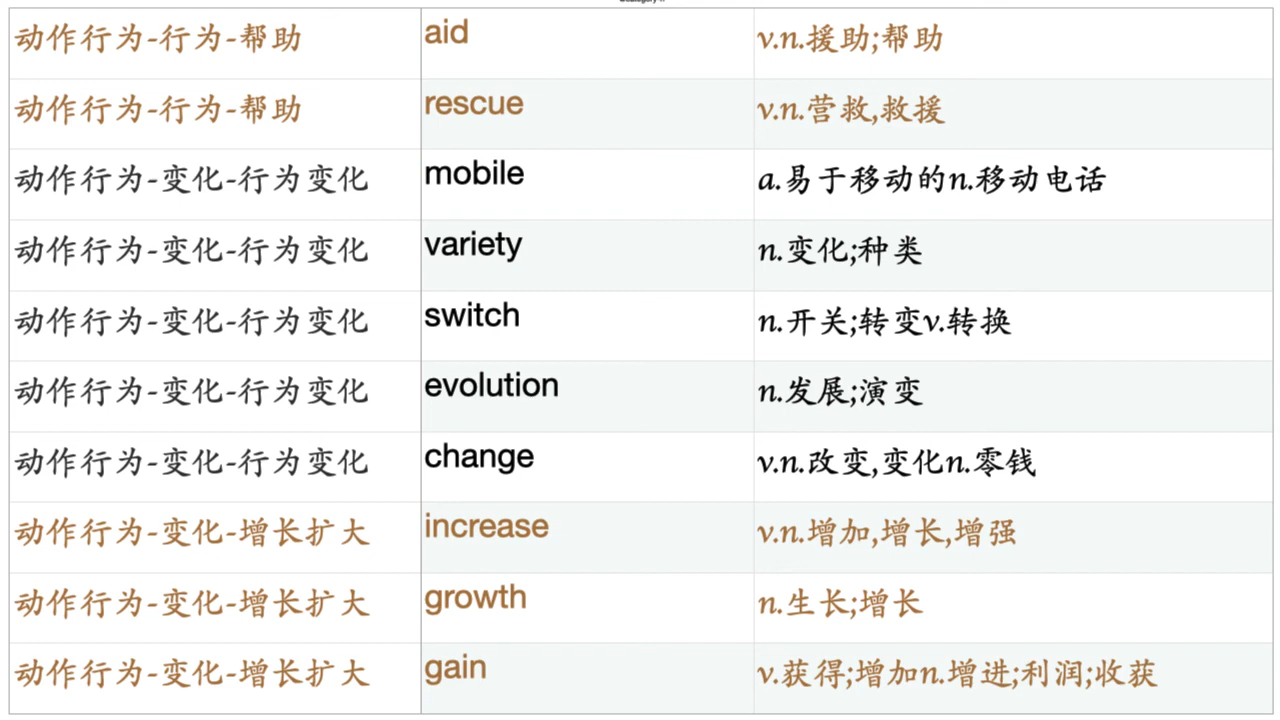 动作行为-行为-帮助 aid v.n.援助;帮助
动作行为-行为-帮助 rescue v.n.营救,救援
动作行为-变化-行为变化 mobile a.易于移动的n.移动电话
动作行为-变化-行为变化 variety n.变化;种类
动作行为-变化-行为变化 switch n.开关;转变v.转换
动作行为-变化-行为变化 evolution n.发展;演变
动作行为-变化-行为变化 change v.n.改变,变化n.零钱
动作行为-变化-增长扩大 increase v.n.增加,增长,增强
动作行为-变化-增长扩大 growth n.生长;增长
动作行为-变化-增长扩大 gain v.获得;增加n.增进;利润;收获